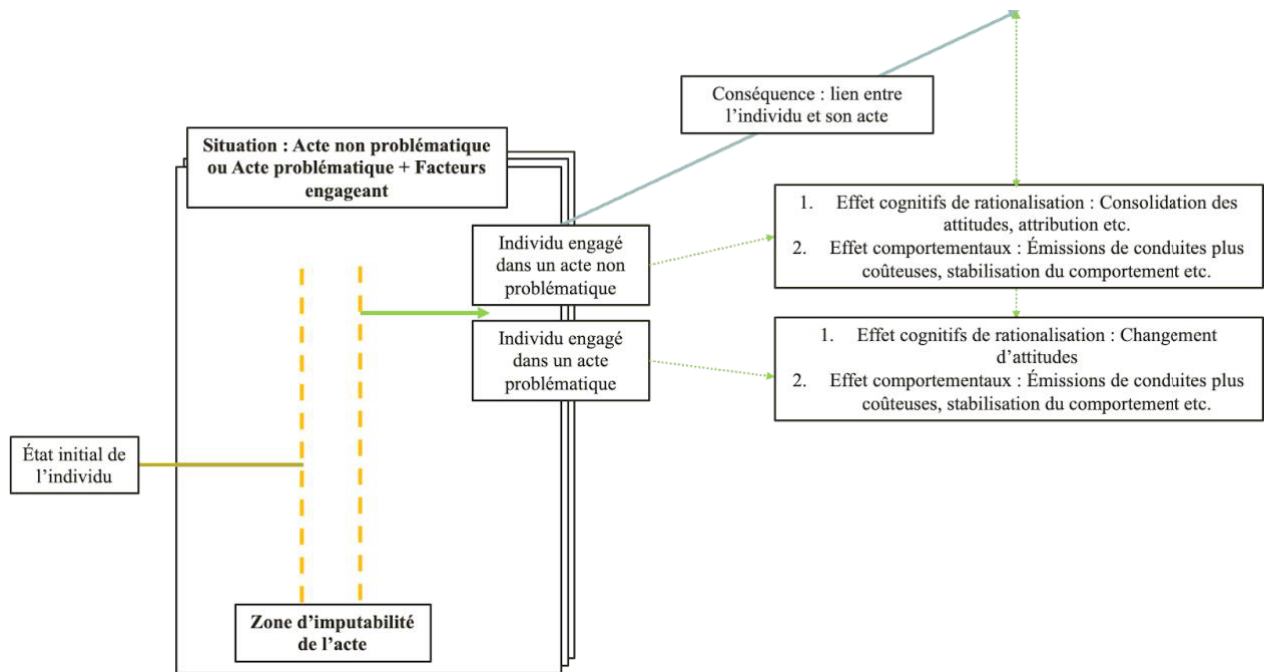 Conséquence : lien entre
l’individu et son acte
Situation : Acte non problématique
ou Acte problématique + Facteurs
engageant
Individu engagé
dans un acte non
problématique
1. Effet cognitifs de rationalisation : Consolidation des
attitudes, attribution etc.
2. Effet comportementaux : Émissions de conduites plus
coûteuses, stabilisation du comportement etc.
Individu engagé
dans un acte
problématique
1. Effet cognitifs de rationalisation : Changement
d’attitudes
2. Effet comportementaux : Émissions de conduites plus
coûteuses, stabilisation du comportement etc.
État initial de
l’individu
Zone d’imputabilité
de l’acte